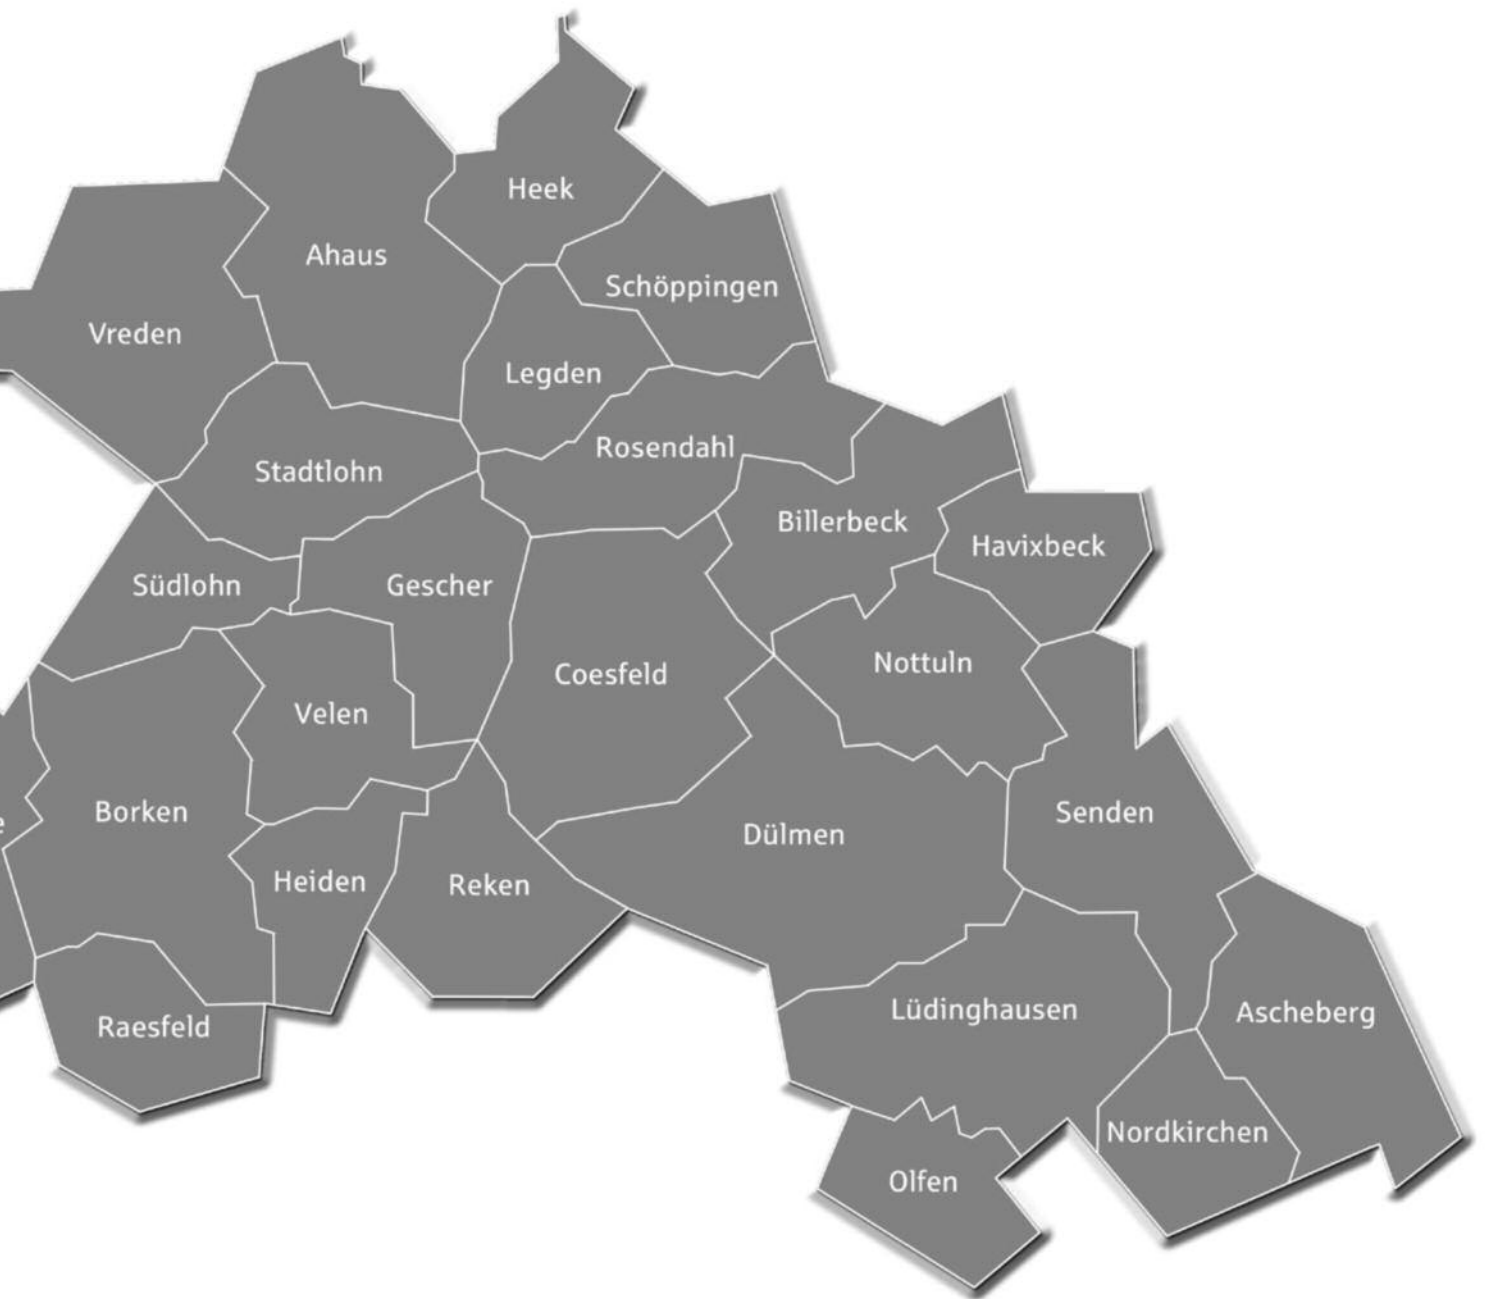 Heek
Ahaus
Schöppingen
Vreden
Legden
Rosendahl
Stadtlohn
Billerbeck
Havixbeck
Südlohn
Gescher
Nottuln
Coesfeld
Velen
Borken
Senden
e
Dülmen
Heiden
Reken
Lüdinghausen
Ascheberg
Raesfeld
Nordkirchen
Olfen